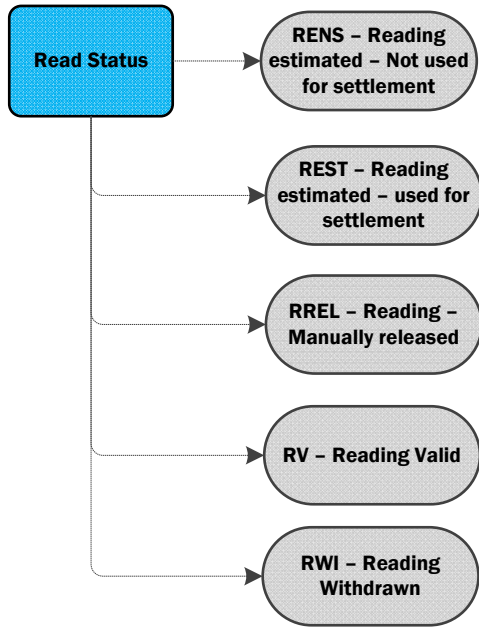 Read Status
RENS – Reading
estimated – Not used
for settlement
REST – Reading
estimated – used for
settlement
RREL – Reading –
Manually released
RV – Reading Valid
RWI – Reading
Withdrawn